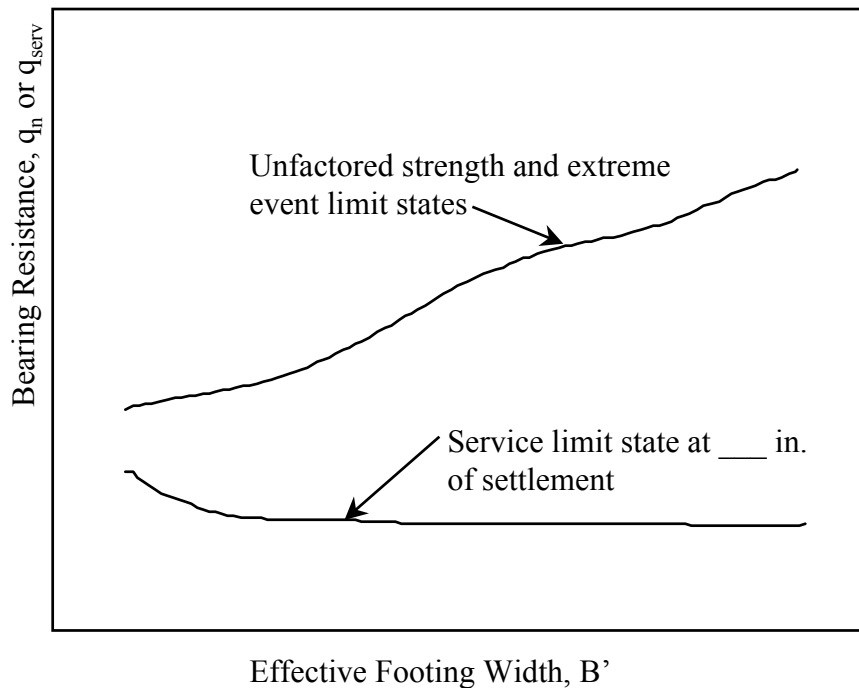 Bearing Resistance, qn or qserv
Unfactored strength and extreme
event limit states
Service limit state at ___ in.
of settlement
Effective Footing Width, B’